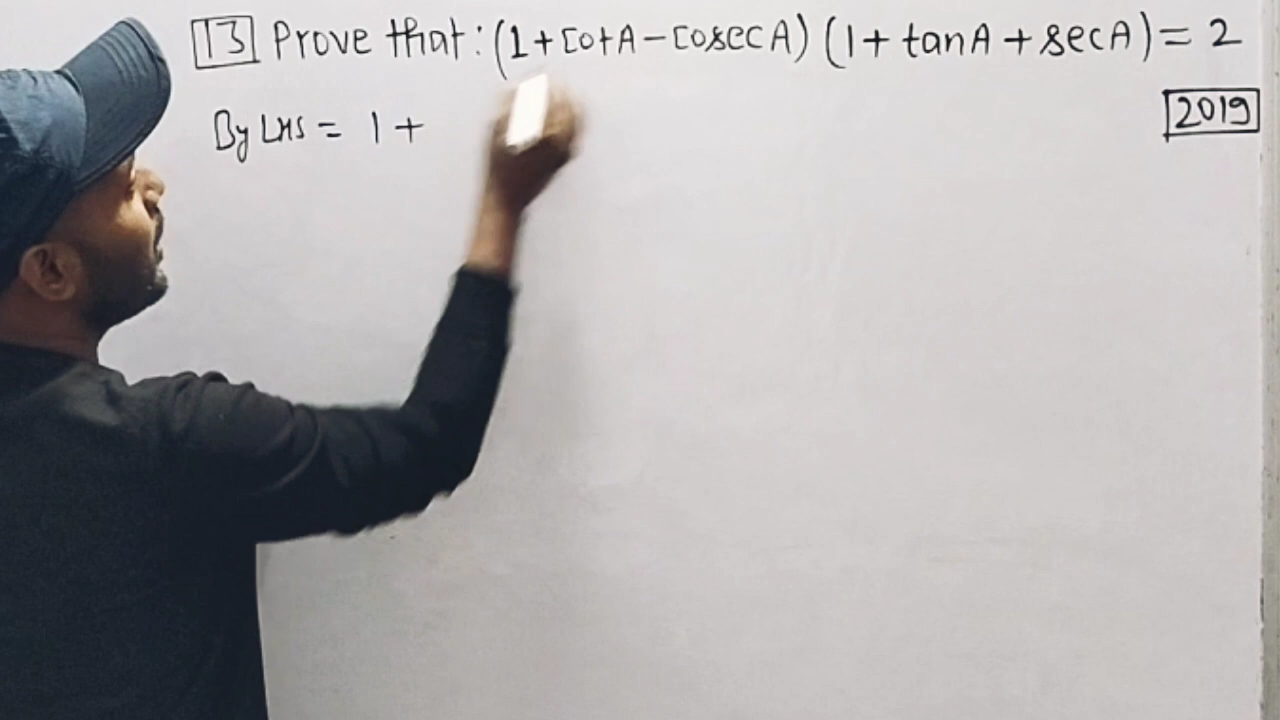 13 Prove that: (1+cotA-cosecA) (1+tanA+secA)=2
2019
By LHS = 1+